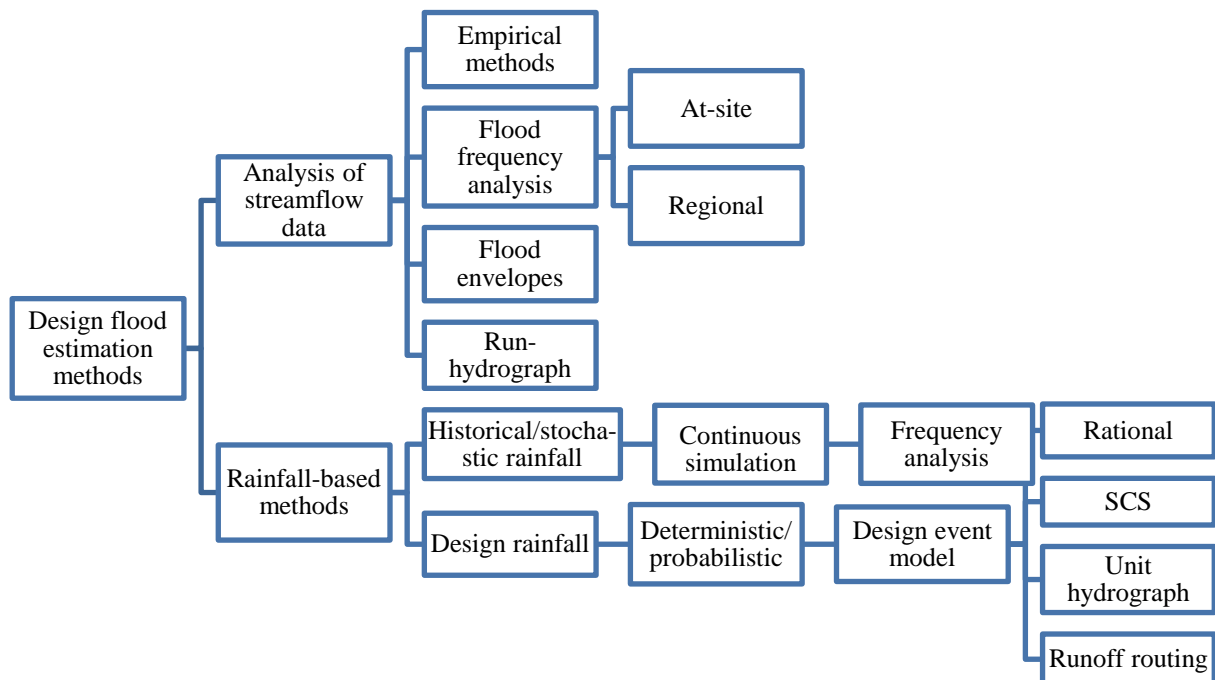 Design flood
estimation
methods
Analysis of
streamflow
data
Empirical
methods
Flood
frequency
analysis
At-site
Regional
Flood
envelopes
Run-
hydrograph
Rainfall-based
methods
Historical/stocha-
stic rainfall
Continuous
simulation
Frequency
analysis
Design rainfall
Deterministic/
probabilistic
Design event
model
Rational
SCS
Unit
hydrograph
Runoff routing